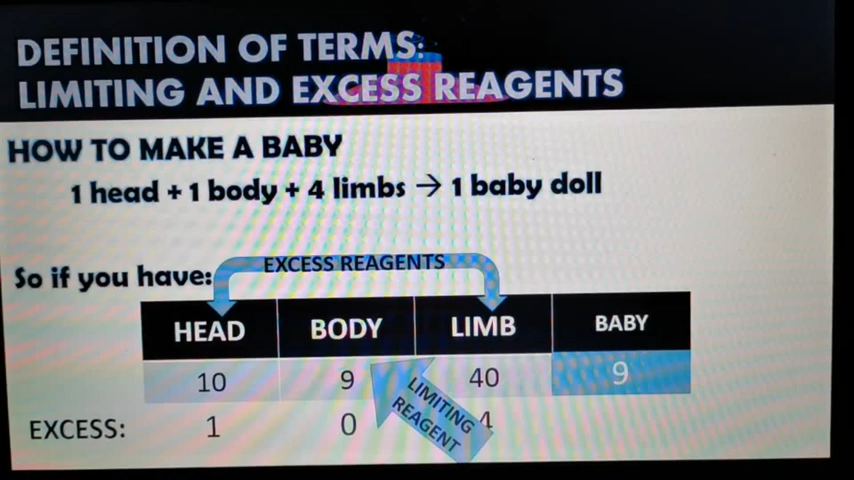 DEFINITION OF TERMS:
LIMITING AND EXCESS REAGENTS
HOW TO MAKE A BABY
1 head + 1 body + 4 limbs → 1 baby doll
So if you have:
EXCESS REAGENTS
HEAD BODY LIMB BABY
10 9 40 9
LIMITING
REAGENT
EXCESS: 1 0 4